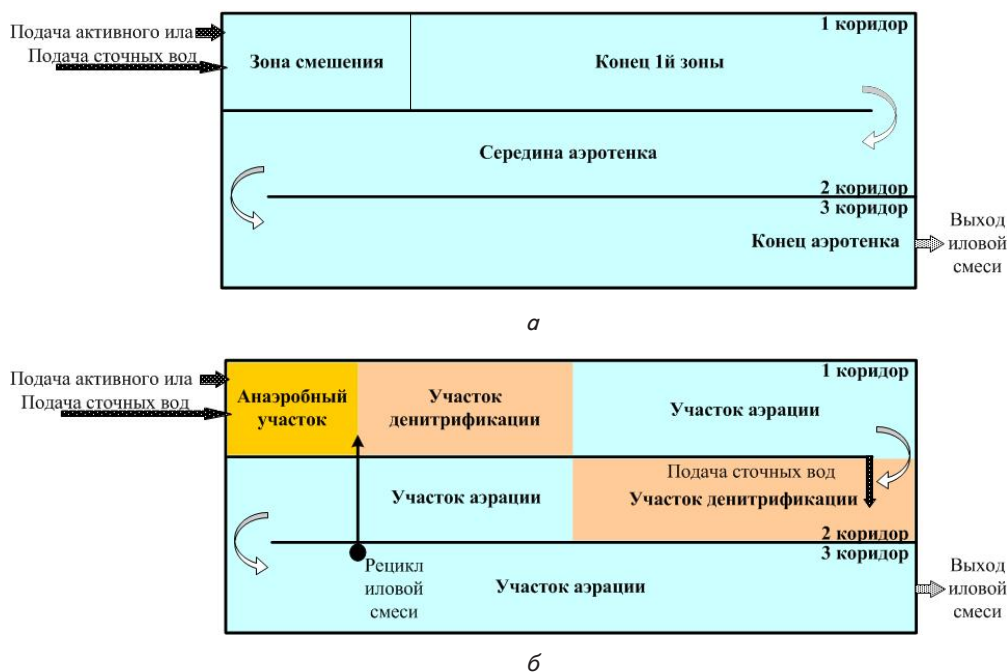 1 коридор
Подача активного ила
Подача сточных вод
Зона смешения
Конец 1й зоны
Середина аэротенка
2 коридор
3 коридор
Конец аэротенка
Выход
иловой
смеси
а
1 коридор
Подача активного ила
Подача сточных вод
Анаэробный
участок
Участок
денитрификации
Участок аэрации
Подача сточных вод
Участок аэрации
Участок денитрификации
2 коридор
3 коридор
Рецикл
иловой
смеси
Участок аэрации
Выход
иловой
смеси
б